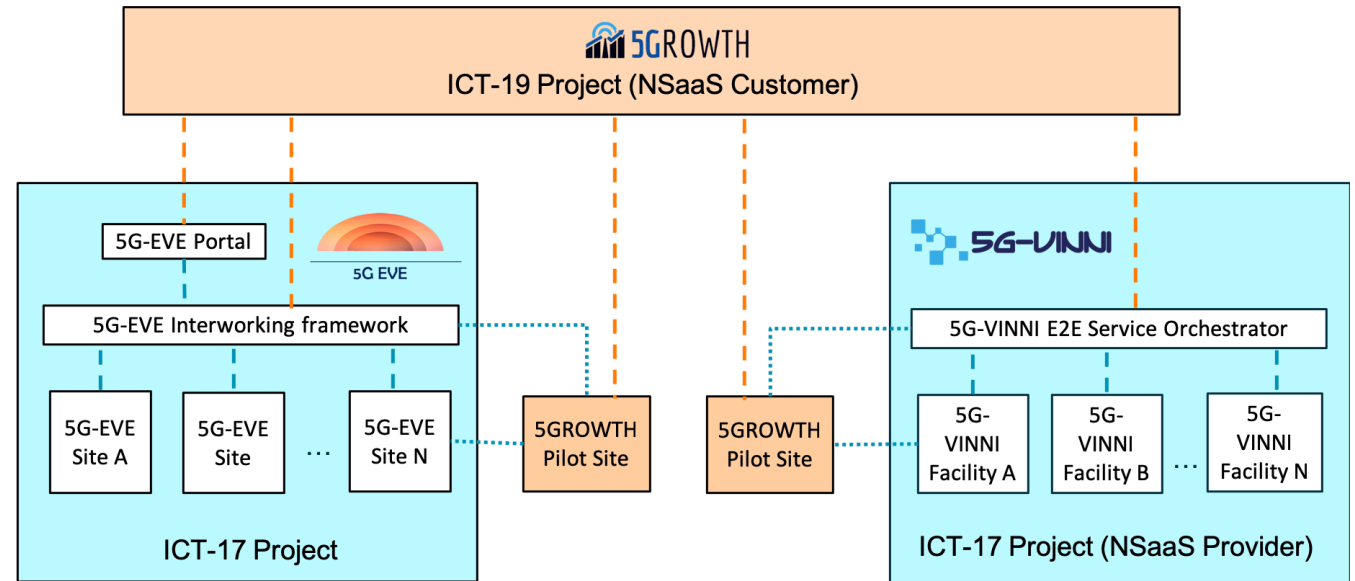 5GROWTH
ICT-19 Project (NSaaS Customer)
5G-EVE Portal
5G EVE
5G-EVE Interworking framework
5G-EVE
Site A
5G-EVE
Site
...
5G-EVE
Site N
ICT-17 Project
5GROWTH
Pilot Site
5GROWTH
Pilot Site
5G-VINNI
5G-VINNI E2E Service Orchestrator
5G-
VINNI
Facility A
5G-
VINNI
Facility B
...
5G-
VINNI
Facility N
ICT-17 Project (NSaaS Provider)